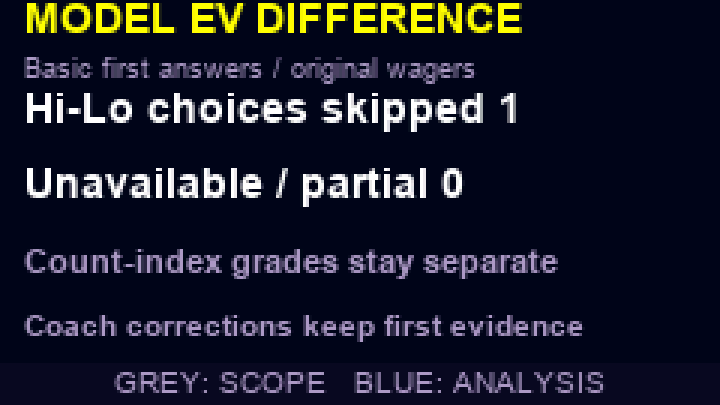 MODEL EV DIFFERENCE
Basic first answers / original wagers
Hi-Lo choices skipped 1
Unavailable / partial 0
Count-index grades stay separate
Coach corrections keep first evidence
GREY: SCOPE BLUE: ANALYSIS